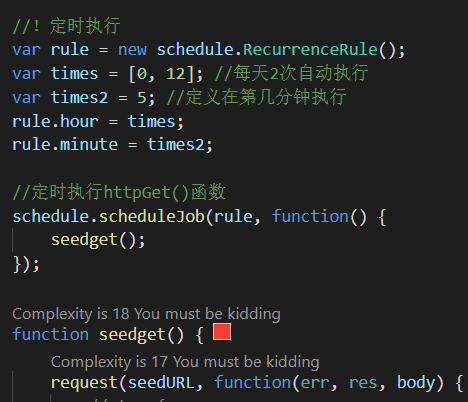 //! 定时执行
var rule = new schedule.RecurrenceRule();
var times = [0, 12]; //每天2次自动执行
var times2 = 5; //定义在第几分钟执行
rule.hour = times;
rule.minute = times2;
//定时执行httpGet()函数
schedule.scheduleJob(rule, function() {
seedget();
});
Complexity is 18 You must be kidding
function seedget() {
Complexity is 17 You must be kidding
request(seedURL, function(err, res, body) {